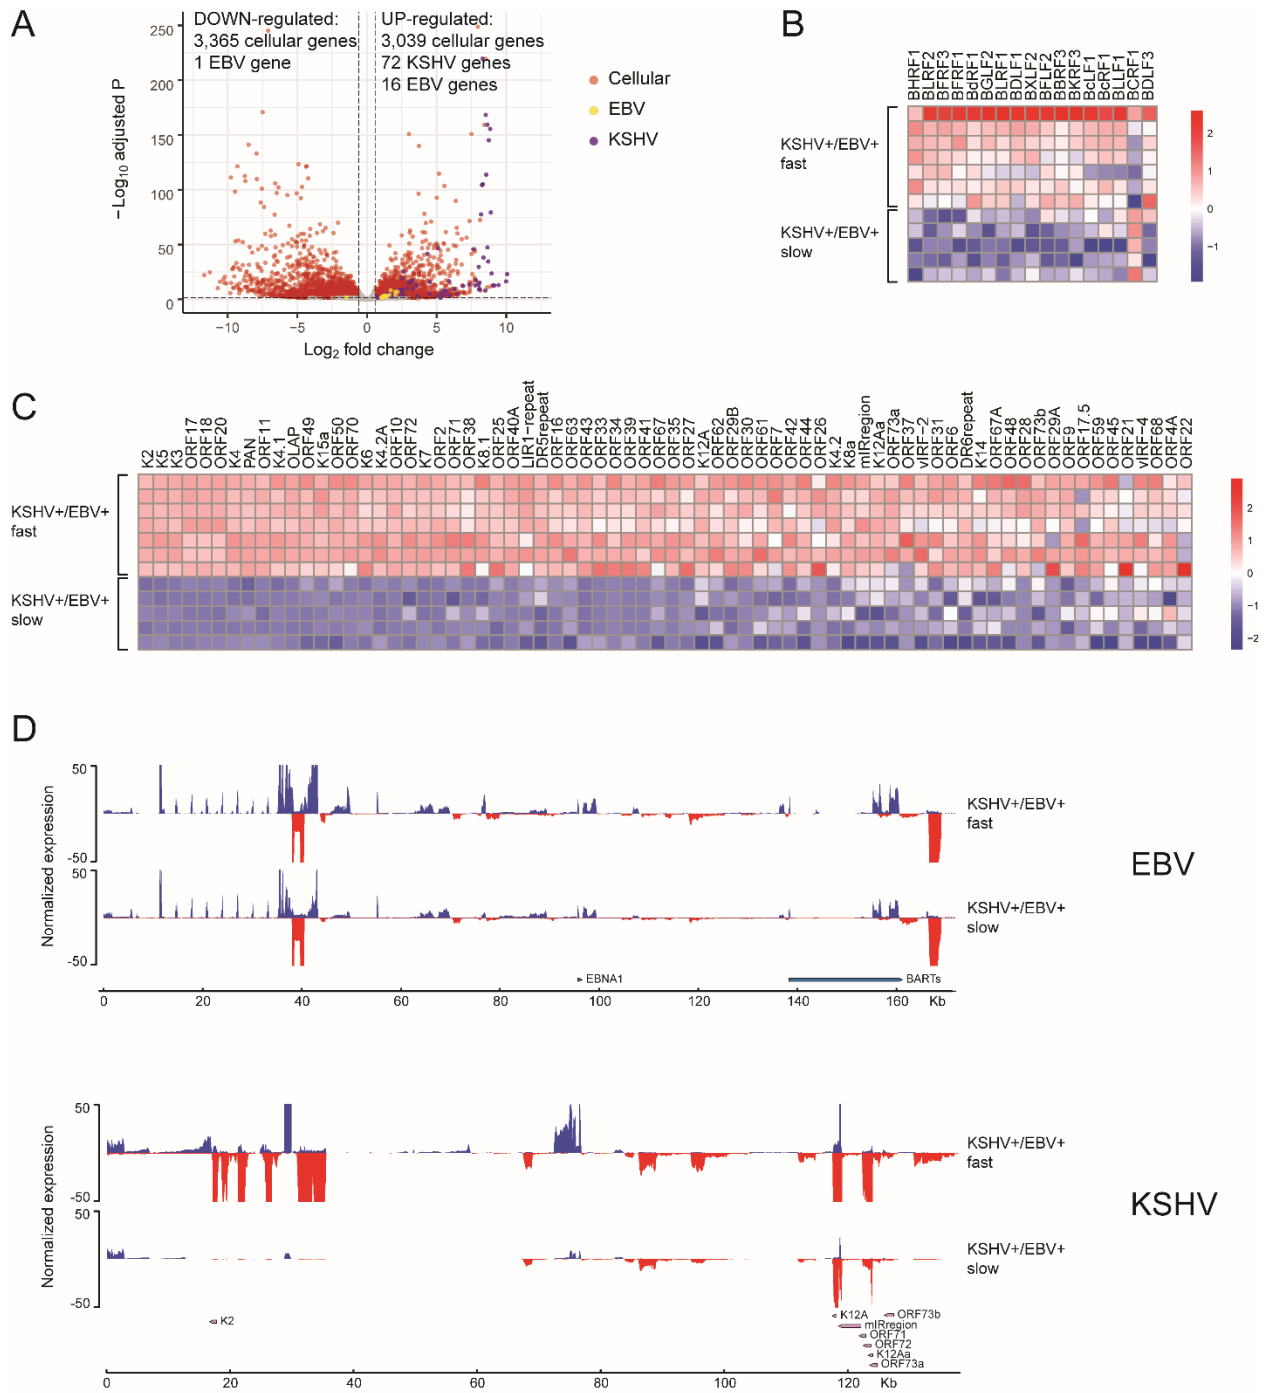 A
DOWN-regulated:
3,365 cellular genes
1 EBV gene
UP-regulated:
3,039 cellular genes
72 KSHV genes
16 EBV genes
250
200
150
100
50
0
−Log10 adjusted P
−10
−5
0
5
10
Log2 fold change
Cellular
EBV
KSHV
B
BHRF1
BLRF2
BFRF3
BFRF1
BdRF1
BGLF2
BLRF1
BDLF1
BXLF2
BFLF2
BBRF3
BKRF3
BcLF1
BcRF1
BLLF1
BCRF1
BDLF3
KSHV+/EBV+
fast
KSHV+/EBV+
slow
2
1
0
−1
C
K2
K5
K3
ORF17
ORF18
ORF20
K4
PAN
ORF11
K4.1
OLAP
ORF49
K15a
ORF50
ORF70
K6
K4.2A
ORF10
ORF72
K7
ORF2
ORF71
ORF38
K8.1
ORF25
ORF40A
LIR1−repeat
DR5repeat
ORF16
ORF63
ORF43
ORF33
ORF34
ORF39
ORF41
ORF67
ORF35
ORF27
K12A
ORF62
ORF29B
ORF30
ORF61
ORF7
ORF42
ORF44
ORF26
K4.2
K8a
mIRregion
K12Aa
ORF73a
ORF37
vIRF−2
ORF31
ORF6
DR6repeat
K14
ORF67A
ORF48
ORF28
ORF73b
ORF29A
ORF9
ORF17.5
ORF59
ORF45
ORF21
vIRF−4
ORF68
ORF4A
ORF22
KSHV+/EBV+
fast
KSHV+/EBV+
slow
2
1
0
−1
−2
D
Normalized expression
50
-50
KSHV+/EBV+
fast
50
-50
KSHV+/EBV+
slow
EBV
EBNA1
BARTs
0
20
40
60
80
100
120
140
160
Kb
Normalized expression
50
-50
KSHV+/EBV+
fast
50
-50
KSHV+/EBV+
slow
KSHV
K2
K12A
ORF73b
mIRregion
ORF71
ORF72
K12Aa
ORF73a
0
20
40
60
80
100
120
Kb